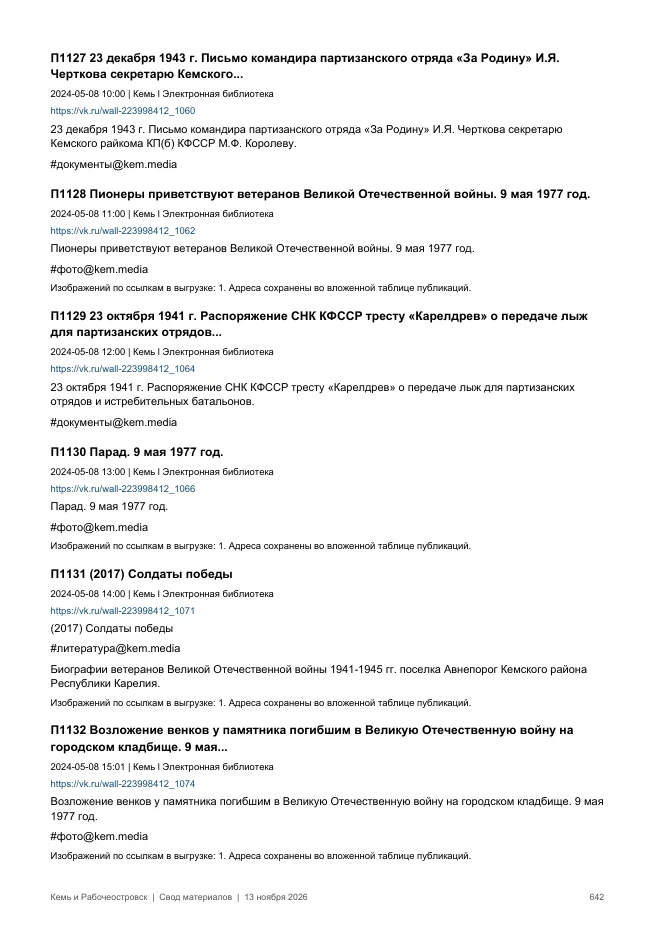 П1127 23 декабря 1943 г. Письмо командира партизанского отряда «За Родину» И.Я.
Черткова секретарю Кемского...
2024-05-08 10:00 | Кемь I Электронная библиотека
https://vk.ru/wall-223998412_1060
23 декабря 1943 г. Письмо командира партизанского отряда «За Родину» И.Я. Черткова секретарю
Кемского райкома КП(б) КФССР М.Ф. Королеву.
#документы@kem.media
П1128 Пионеры приветствуют ветеранов Великой Отечественной войны. 9 мая 1977 год.
2024-05-08 11:00 | Кемь I Электронная библиотека
https://vk.ru/wall-223998412_1062
Пионеры приветствуют ветеранов Великой Отечественной войны. 9 мая 1977 год.
#фото@kem.media
Изображений по ссылкам в выгрузке: 1. Адреса сохранены во вложенной таблице публикаций.
П1129 23 октября 1941 г. Распоряжение СНК КФССР тресту «Карелдрев» о передаче лыж
для партизанских отрядов...
2024-05-08 12:00 | Кемь I Электронная библиотека
https://vk.ru/wall-223998412_1064
23 октября 1941 г. Распоряжение СНК КФССР тресту «Карелдрев» о передаче лыж для партизанских
отрядов и истребительных батальонов.
#документы@kem.media
П1130 Парад. 9 мая 1977 год.
2024-05-08 13:00 | Кемь I Электронная библиотека
https://vk.ru/wall-223998412_1066
Парад. 9 мая 1977 год.
#фото@kem.media
Изображений по ссылкам в выгрузке: 1. Адреса сохранены во вложенной таблице публикаций.
П1131 (2017) Солдаты победы
2024-05-08 14:00 | Кемь I Электронная библиотека
https://vk.ru/wall-223998412_1071
(2017) Солдаты победы
#литература@kem.media
Биографии ветеранов Великой Отечественной войны 1941-1945 гг. поселка Авнепорог Кемского района
Республики Карелия.
Изображений по ссылкам в выгрузке: 1. Адреса сохранены во вложенной таблице публикаций.
П1132 Возложение венков у памятника погибшим в Великую Отечественную войну на
городском кладбище. 9 мая...
2024-05-08 15:01 | Кемь I Электронная библиотека
https://vk.ru/wall-223998412_1074
Возложение венков у памятника погибшим в Великую Отечественную войну на городском кладбище. 9 мая
1977 год.
#фото@kem.media
Изображений по ссылкам в выгрузке: 1. Адреса сохранены во вложенной таблице публикаций.
Кемь и Рабочеостровск | Свод материалов | 13 ноября 2026 642